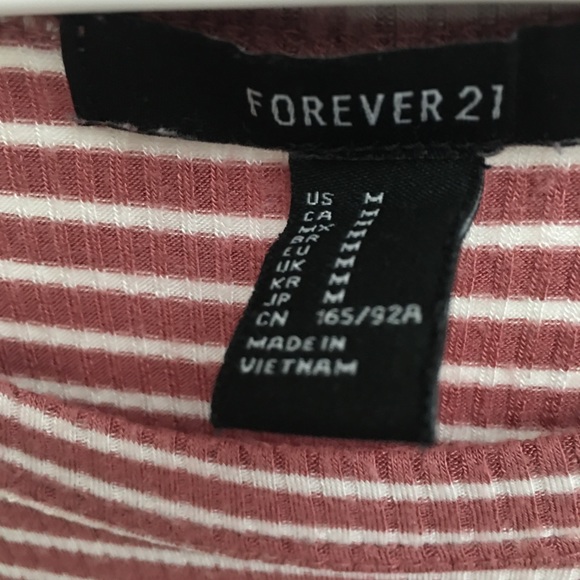 FOREVER 21
US M
CA M
MX M
BR M
EU M
UK M
KR M
JP M
CN 165/92A
MADE IN
VIETNAM